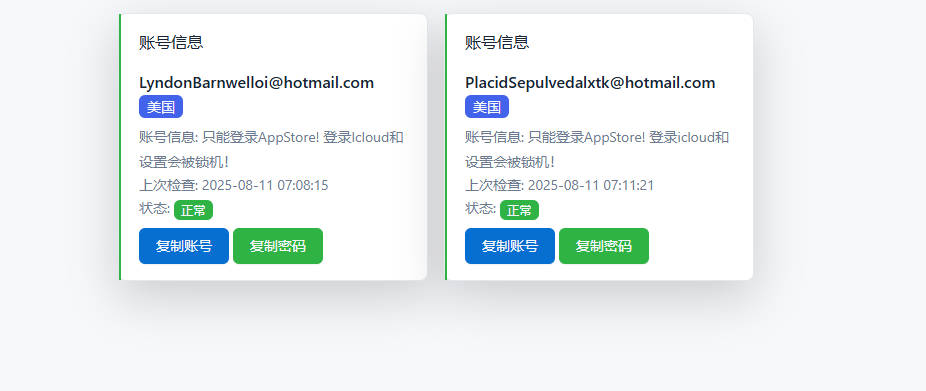 账号信息
LyndonBarnwelloi@hotmail.com
美国
账号信息: 只能登录AppStore! 登录Icloud和
设置会被锁机!
上次检查: 2025-08-11 07:08:15
状态: 正常
复制账号 复制密码
账号信息
PlacidSepulvedalxtk@hotmail.com
美国
账号信息: 只能登录AppStore! 登录icloud和
设置会被锁机!
上次检查: 2025-08-11 07:11:21
状态: 正常
复制账号 复制密码